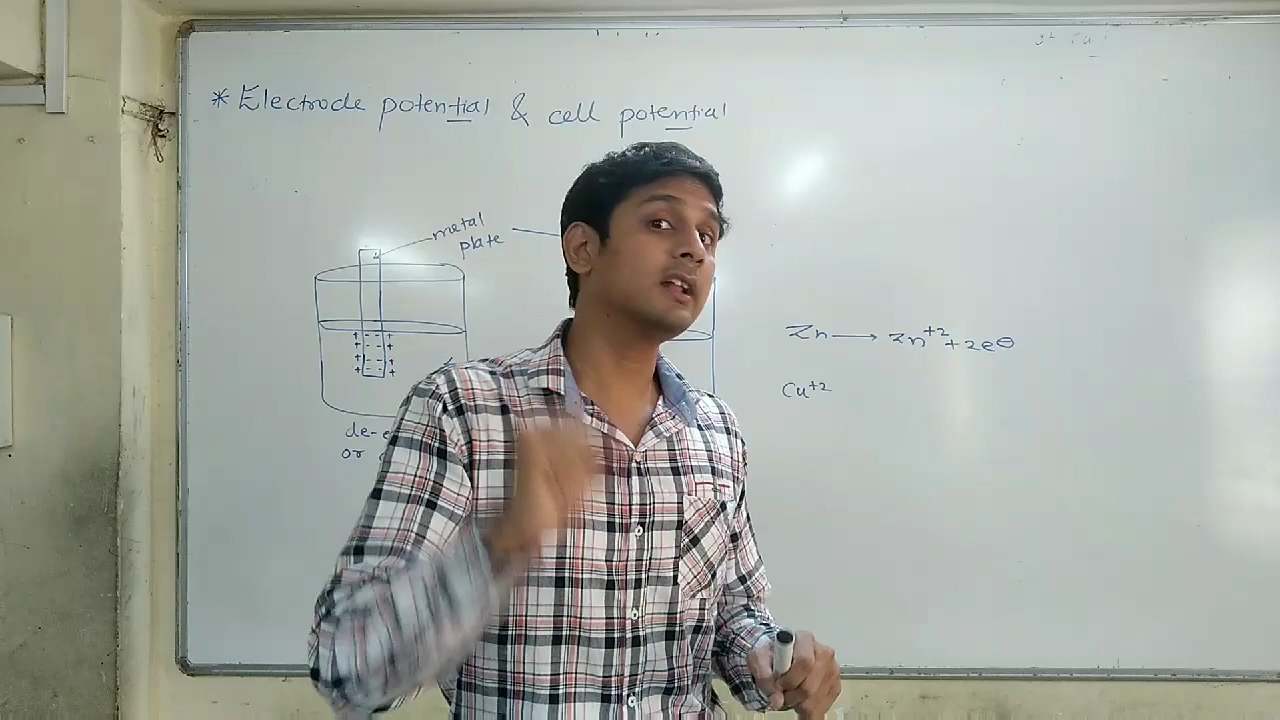 * Electrode potential & cell potential
metal
plate
+ - - +
+ +
+ - - +
+ - - +
Zn ⟶ Zn⁺² + 2e⊖
Cu⁺²
de-
or